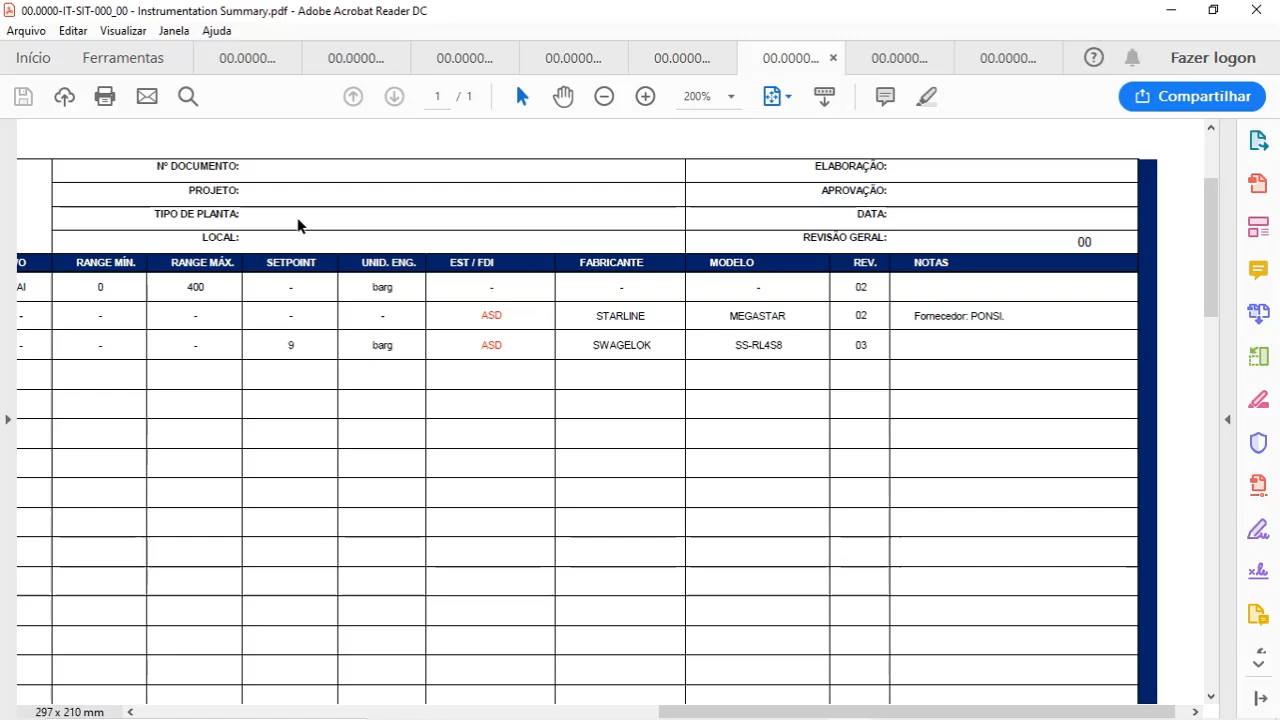 00.0000-IT-SIT-000_00 - Instrumentation Summary.pdf - Adobe Acrobat Reader DC
Arquivo Editar Visualizar Janela Ajuda
Início Ferramentas 00.0000... 00.0000... 00.0000... 00.0000... 00.0000... 00.0000... × 00.0000... 00.0000... Fazer logon
1 / 1 200% Compartilhar
Nº DOCUMENTO: ELABORAÇÃO:
PROJETO: APROVAÇÃO:
TIPO DE PLANTA: DATA:
LOCAL: REVISÃO GERAL: 00
VO RANGE MÍN. RANGE MÁX. SETPOINT UNID. ENG. EST / FDI FABRICANTE MODELO REV. NOTAS
AI 0 400 - barg - - - 02
- - - - - ASD STARLINE MEGASTAR 02 Fornecedor: PONSI.
- - - 9 barg ASD SWAGELOK SS-RL4S8 03
297 x 210 mm